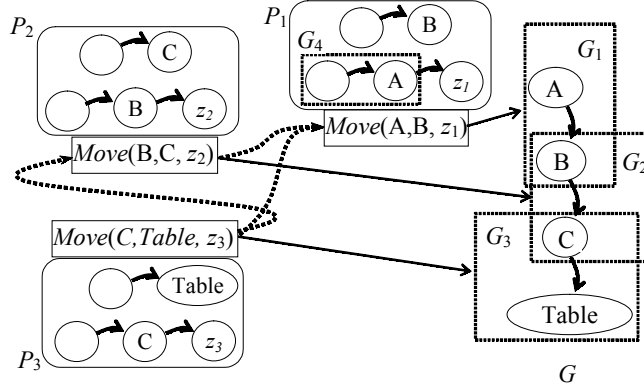 P2
C
B
z2
Move(B,C, z2)
P1
B
G4
A
z1
Move(A,B, z1)
Move(C,Table, z3)
Table
C
z3
P3
G1
A
B
G2
G3
C
Table
G